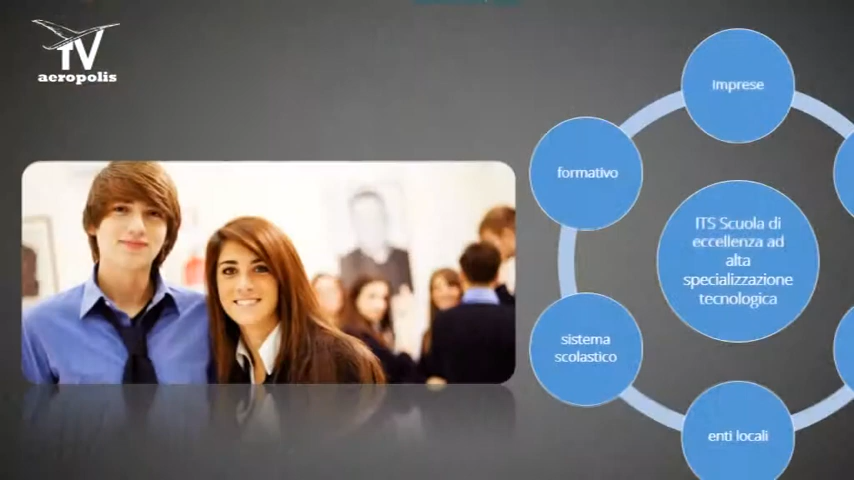 TV
aeropolis
Imprese
formativo
ITS Scuola di
eccellenza ad
alta
specializzazione
tecnologica
sistema
scolastico
enti locali